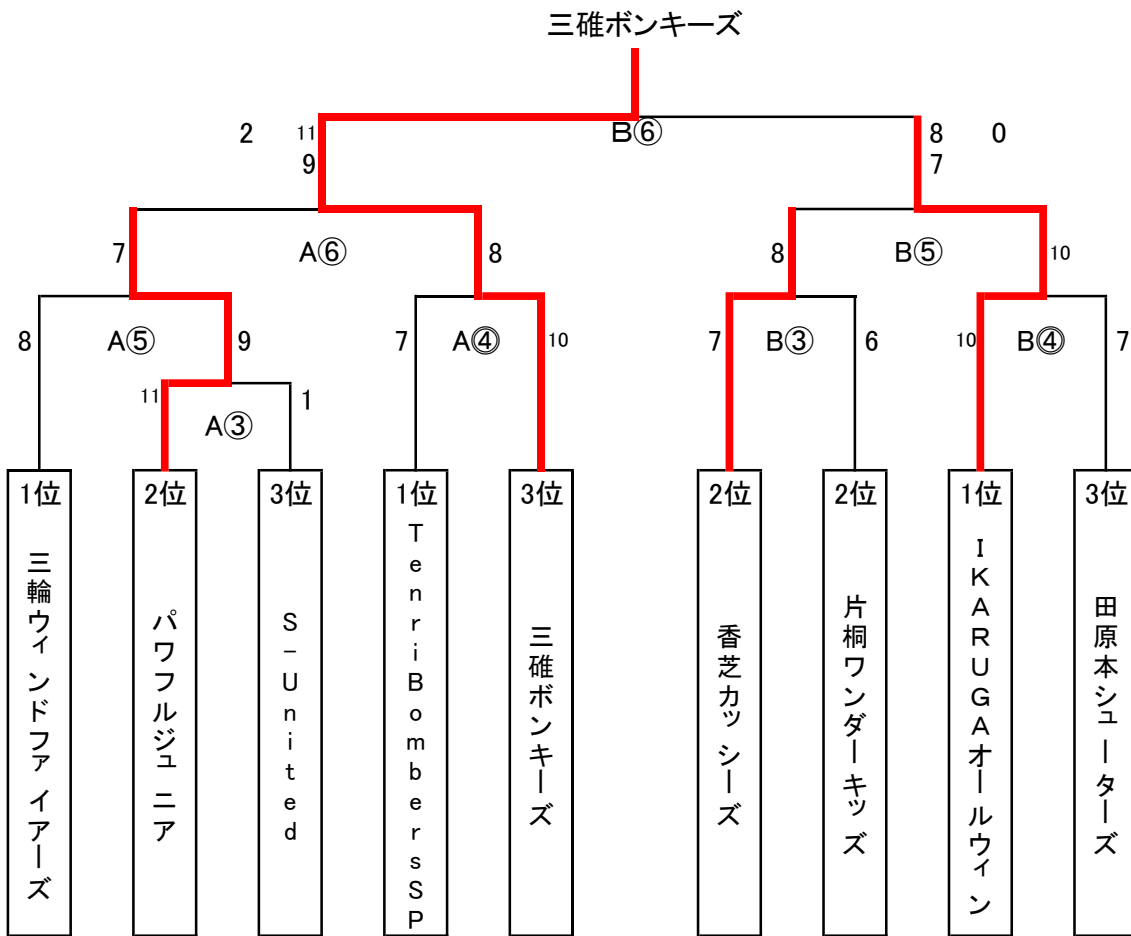 三碓ボンキーズ
2 11 B⑥ 8 0
9 7
7 A⑥ 8 8 B⑤ 10
8 A⑤ 9 7 A④ 10 7 B③ 6 10 B④ 7
11 A③ 1
1位 2位 3位 1位 3位 2位 2位 1位 3位
三輪ウィンドファイアーズ
パワフルジュニア
S-United
TenriBombersSP
三碓ボンキーズ
香芝カッシーズ
片桐ワンダーキッズ
IKARUGAオールウィン
田原本シューターズ